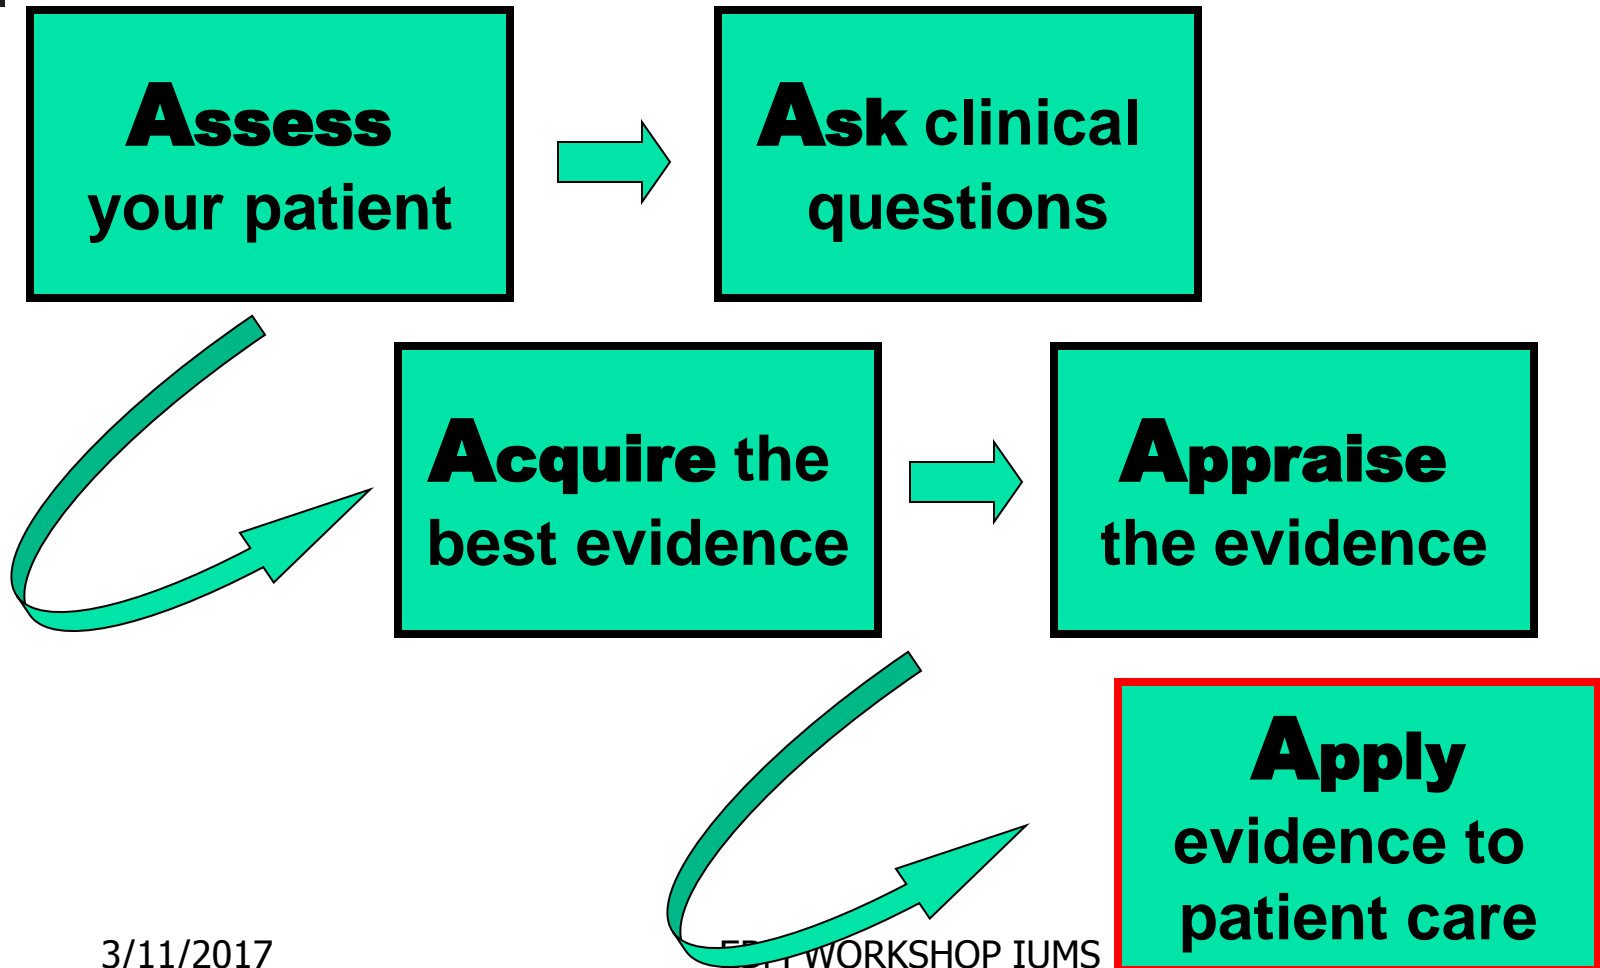 Assess
your patient
Ask clinical
questions
Acquire the
best evidence
Appraise
the evidence
Apply
evidence to
patient care
3/11/2017
WORKSHOP IUMS